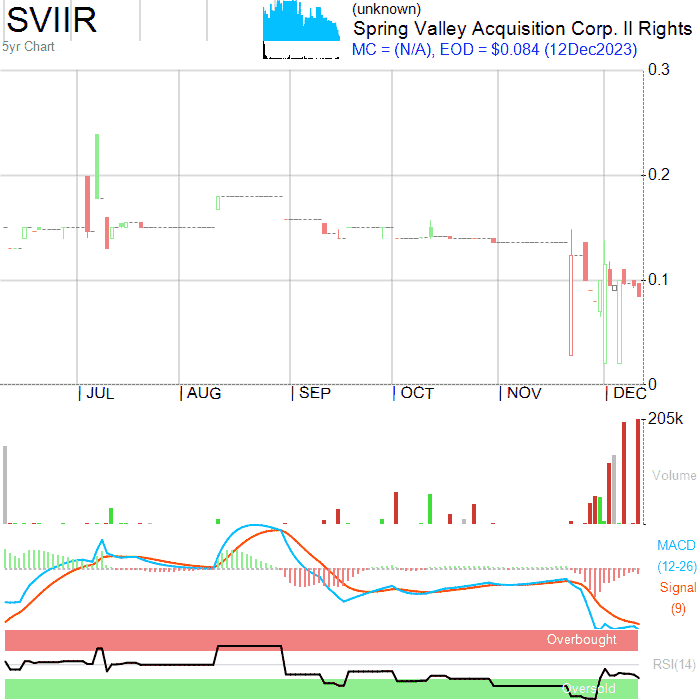 SVIIR
5yr Chart
(unknown)
Spring Valley Acquisition Corp. II Rights
MC = (N/A), EOD = $0.084 (12Dec2023)
0.3
0.2
0.1
0
JUL
AUG
SEP
OCT
NOV
DEC
205k
Volume
MACD
(12-26)
Signal
(9)
Overbought
RSI(14)
Oversold